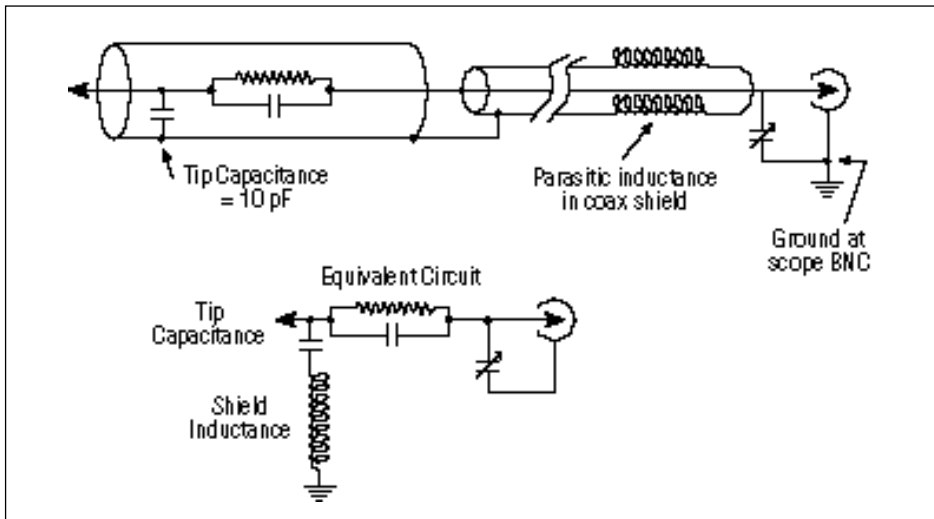 Tip Capacitance
= 10 pF
Parasitic inductance
in coax shield
Ground at
scope BNC
Equivalent Circuit
Tip
Capacitance
Shield
Inductance